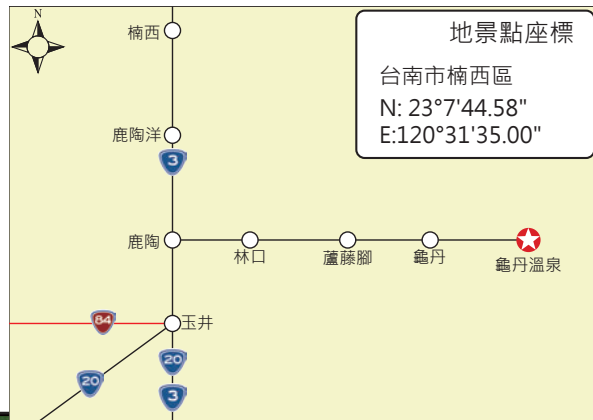 N
楠西
地景點座標
台南市楠西區
N: 23°7'44.58"
E:120°31'35.00"
鹿陶洋
3
鹿陶
林口
蘆藤腳
龜丹
龜丹溫泉
84
玉井
20
20
3